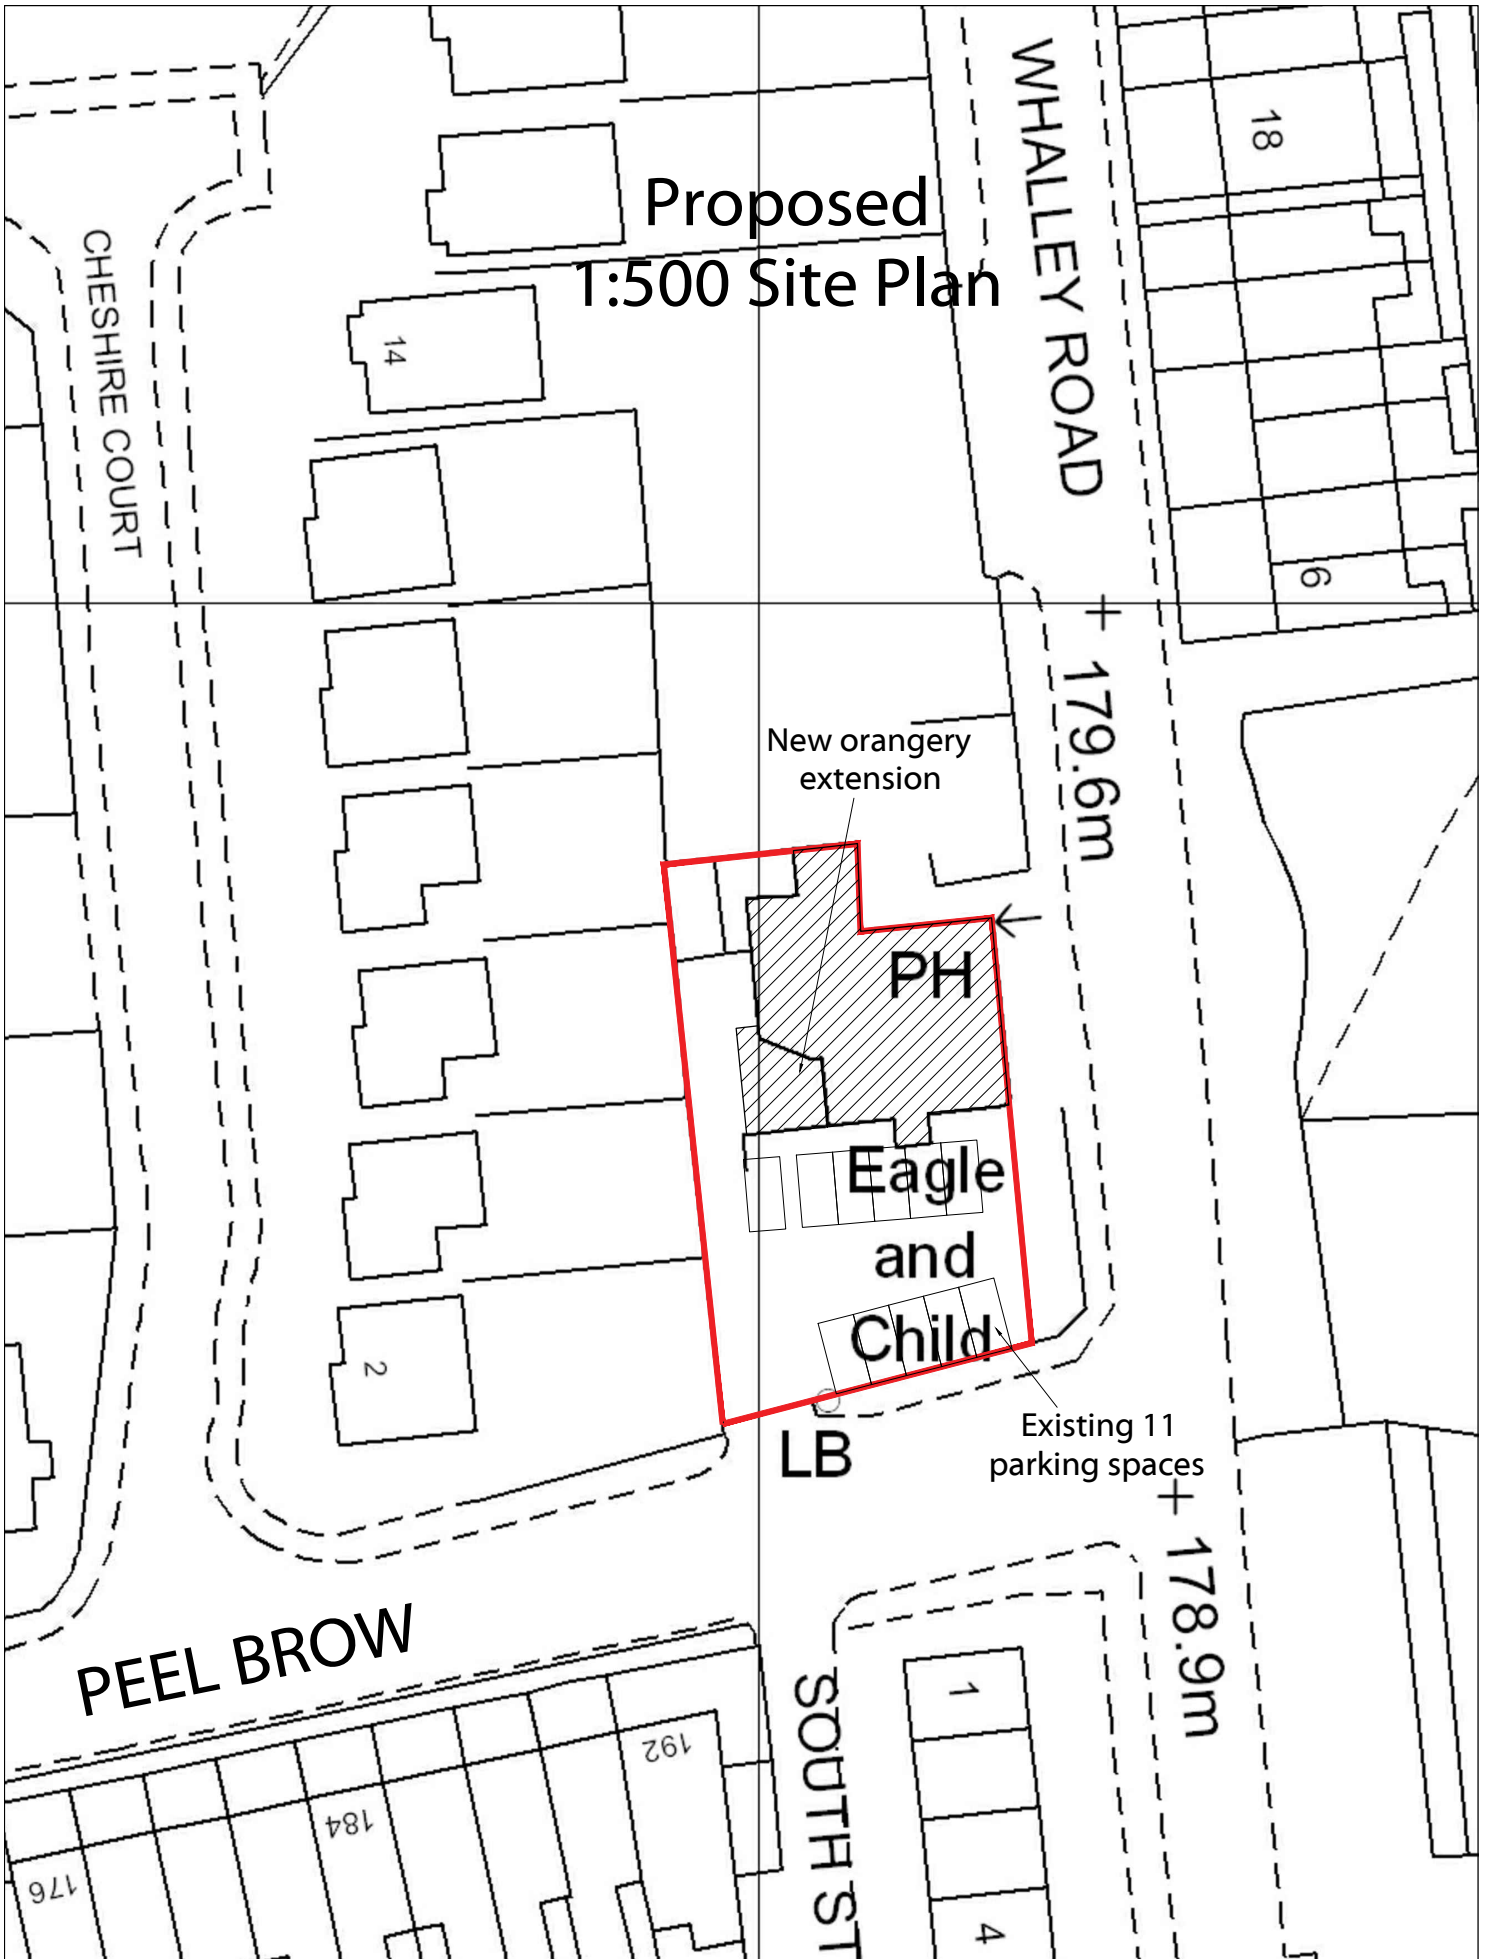 Proposed
1:500 Site Plan
WHALLEY ROAD
18
CHESHIRE COURT
14
6
179.6m
New orangery
extension
PH
Eagle
and
Child
2
LB
Existing 11
parking spaces
178.9m
PEEL BROW
SOUTH ST
1
192
184
176
4